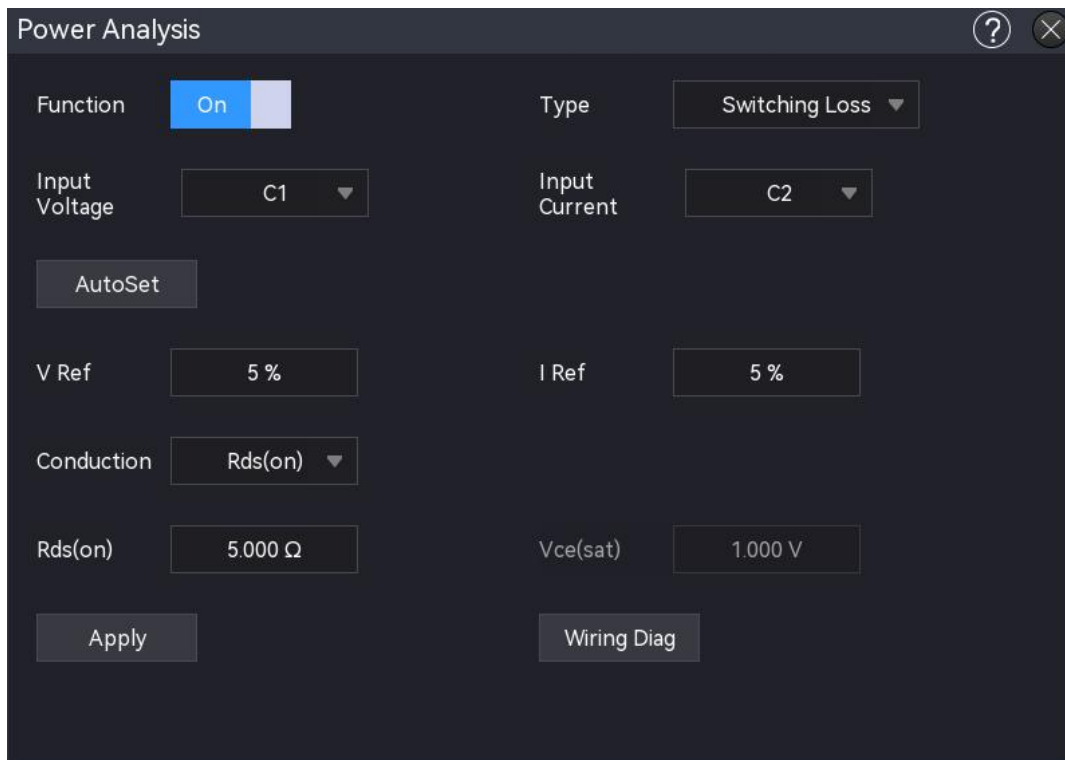 Power Analysis ?
Function On Type Switching Loss
Input Voltage C1 Input Current C2
AutoSet
V Ref 5 % I Ref 5 %
Conduction Rds(on)
Rds(on) 5.000 Ω Vce(sat) 1.000 V
Apply Wiring Diag